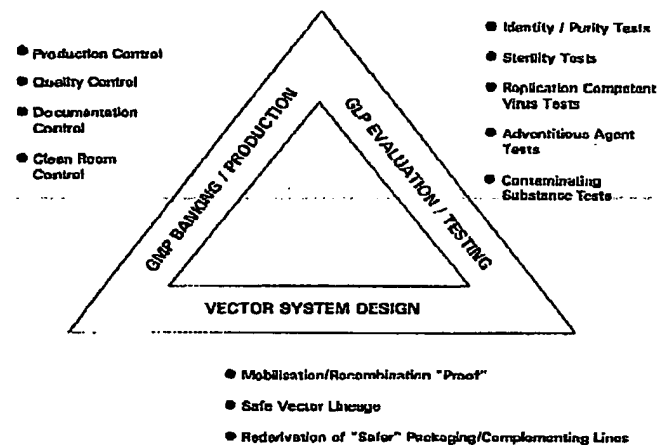 ● Production Control
● Quality Control
● Documentation
Control
● Clean Room
Control
GMP BANKING / PRODUCTION
GLP EVALUATION / TESTING
● Identity / Purity Tests
● Sterility Tests
● Replication Competent
Virus Tests
● Adventitious Agent
Tests
● Contaminating
Substance Tests
VECTOR SYSTEM DESIGN
● Mobilisation/Recombination "Proof"
● Safe Vector Lineage
● Rederivation of "Safer" Packaging/Complementing Lines